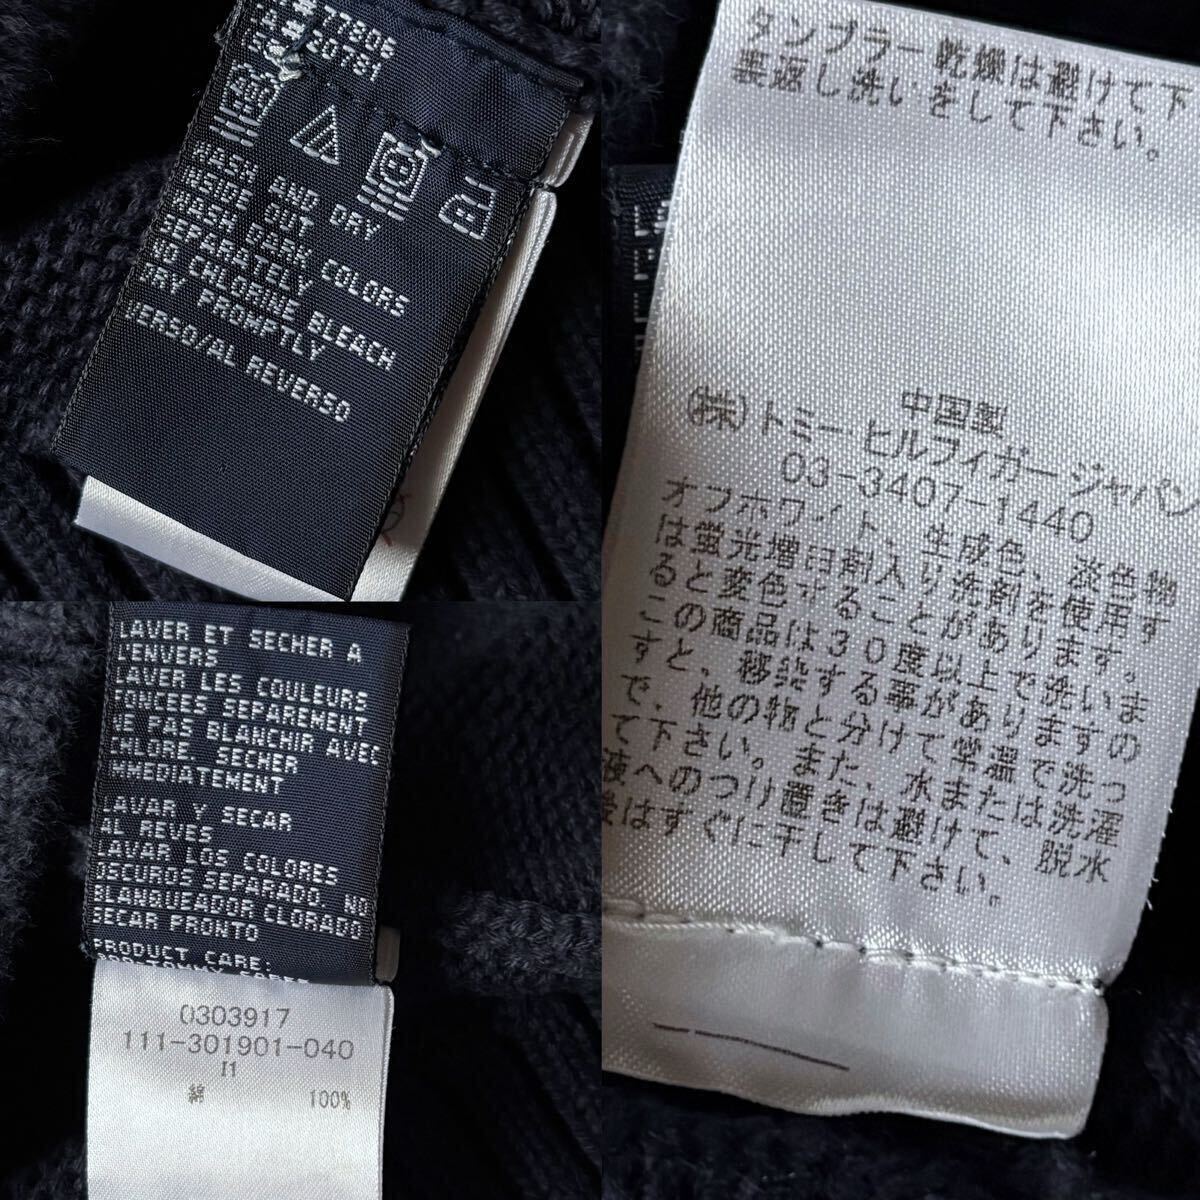 77806
20781
WASH AND DRY
INSIDE OUT
WASH DARK COLORS
SEPARATELY
NO CHLORINE BLEACH
DRY PROMPTLY
VERSO/AL REVERSO
LAVER ET SECHER A
L'ENVERS
LAVER LES COULEURS
FONCEES SEPAREMENT
NE PAS BLANCHIR AVEC
CHLORE. SECHER
IMMEDIATEMENT
LAVAR Y SECAR
AL REVES
LAVAR LOS COLORES
OSCUROS SEPARADO. NO
BLANQUEADOR CLORADO
SECAR PRONTO
PRODUCT CARE:
0303917
111-301901-040
I1
綿 100%
タンブラー乾燥は避けて下
裏返し洗いをして下さい。
中国製
(株)トミーヒルフィガージャパン
03-3407-1440
オフホワイト、生成色、淡色物
は蛍光増白剤入り洗剤を使用す
ると変色することがあります。
この商品は30度以上で洗いま
すと、移染する事がありますの
で、他の物と分けて常温で洗っ
て下さい。また、水または洗濯
液へのつけ置きは避けて、脱水
後はすぐに干して下さい。